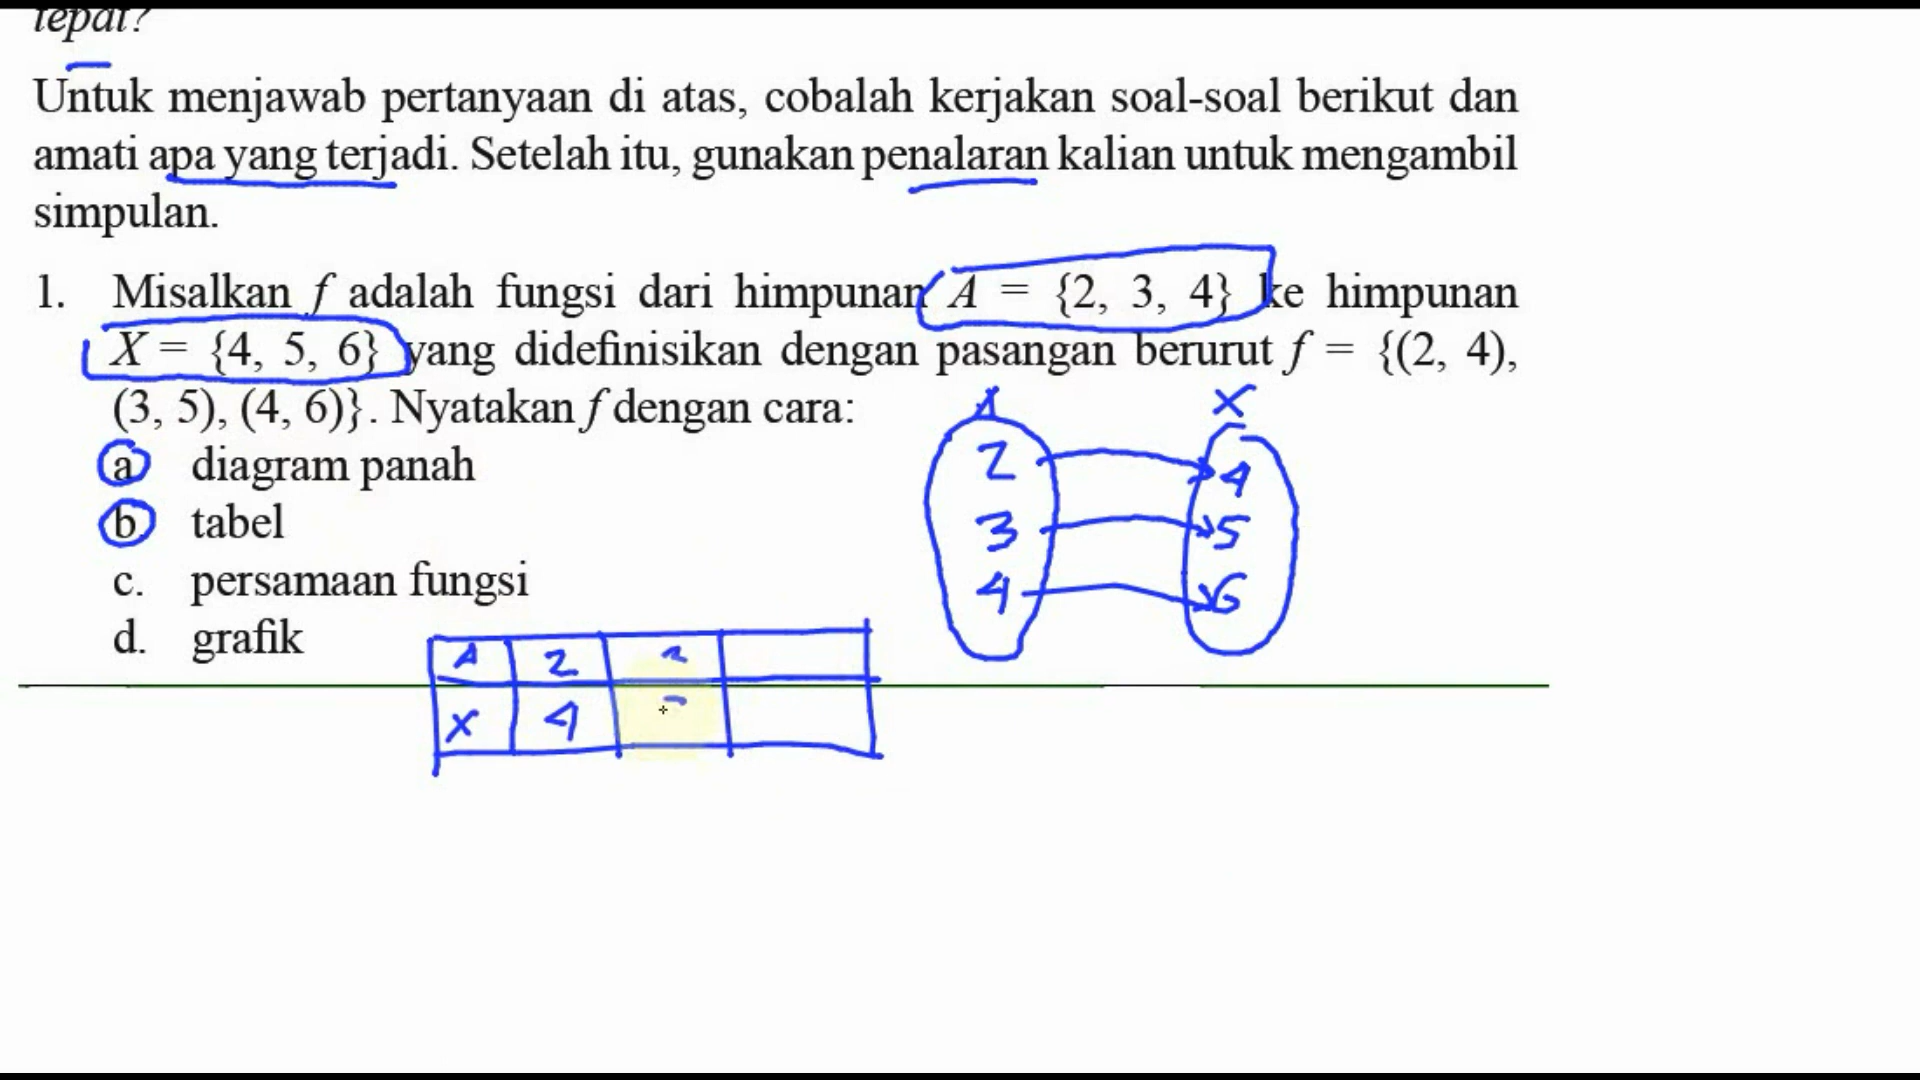 tepat?
Untuk menjawab pertanyaan di atas, cobalah kerjakan soal-soal berikut dan
amati apa yang terjadi. Setelah itu, gunakan penalaran kalian untuk mengambil
simpulan.
1. Misalkan f adalah fungsi dari himpunan A = {2, 3, 4} ke himpunan
X = {4, 5, 6} yang didefinisikan dengan pasangan berurut f = {(2, 4),
(3, 5), (4, 6)}. Nyatakan f dengan cara:
a diagram panah
b tabel
c. persamaan fungsi
d. grafik
A X
2 4
3 5
4 6
A 2
X 4